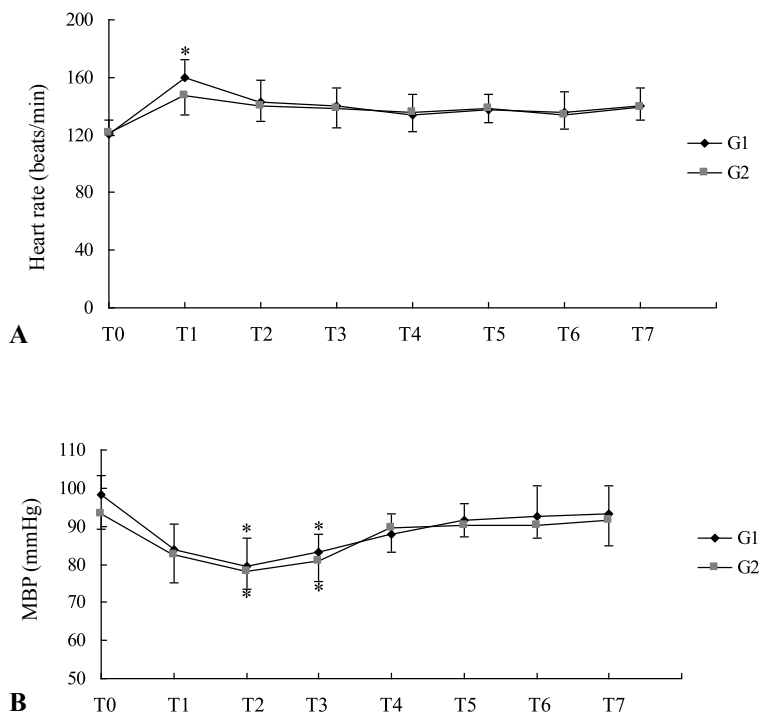 200
*
160
120
80
40
0
Heart rate (beats/min)
G1
G2
T0 T1 T2 T3 T4 T5 T6 T7
A
110
100
90
80
70
60
50
MBP (mmHg)
* *
* *
G1
G2
T0 T1 T2 T3 T4 T5 T6 T7
B